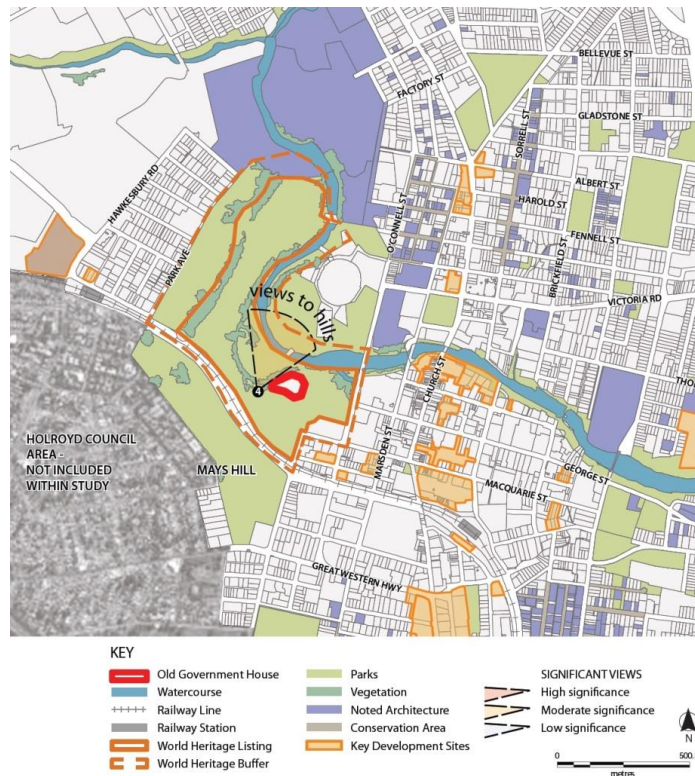 BELLEVUE ST
FACTORY ST
GLADSTONE ST
SORRELL ST
HAWKESBURY RD
ALBERT ST
HAROLD ST
O'CONNELL ST
FENNELL ST
BRICKFIELD ST
PARK AVE
VICTORIA RD
views to hills
CHURCH ST
4
HOLROYD COUNCIL
AREA -
NOT INCLUDED
WITHIN STUDY
MAYS HILL
MARSDEN ST
GEORGE ST
MACQUARIE ST
GREAT WESTERN HWY
KEY
Old Government House
Watercourse
Railway Line
Railway Station
World Heritage Listing
World Heritage Buffer
Parks
Vegetation
Noted Architecture
Conservation Area
Key Development Sites
SIGNIFICANT VIEWS
High significance
Moderate significance
Low significance
N
0 500
metres